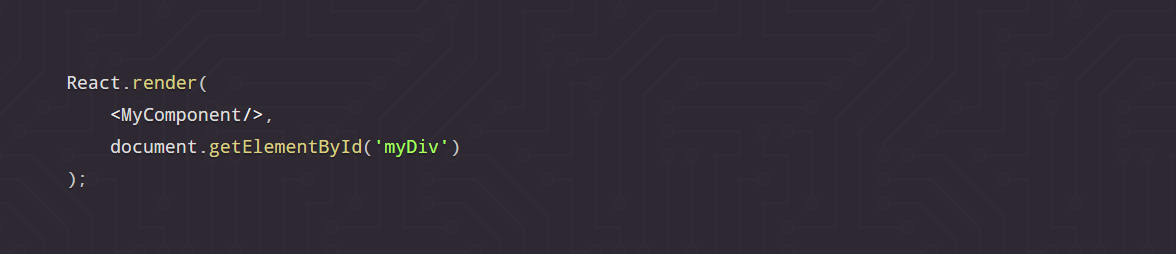 React.render(
    <MyComponent/>,
    document.getElementById('myDiv')
);